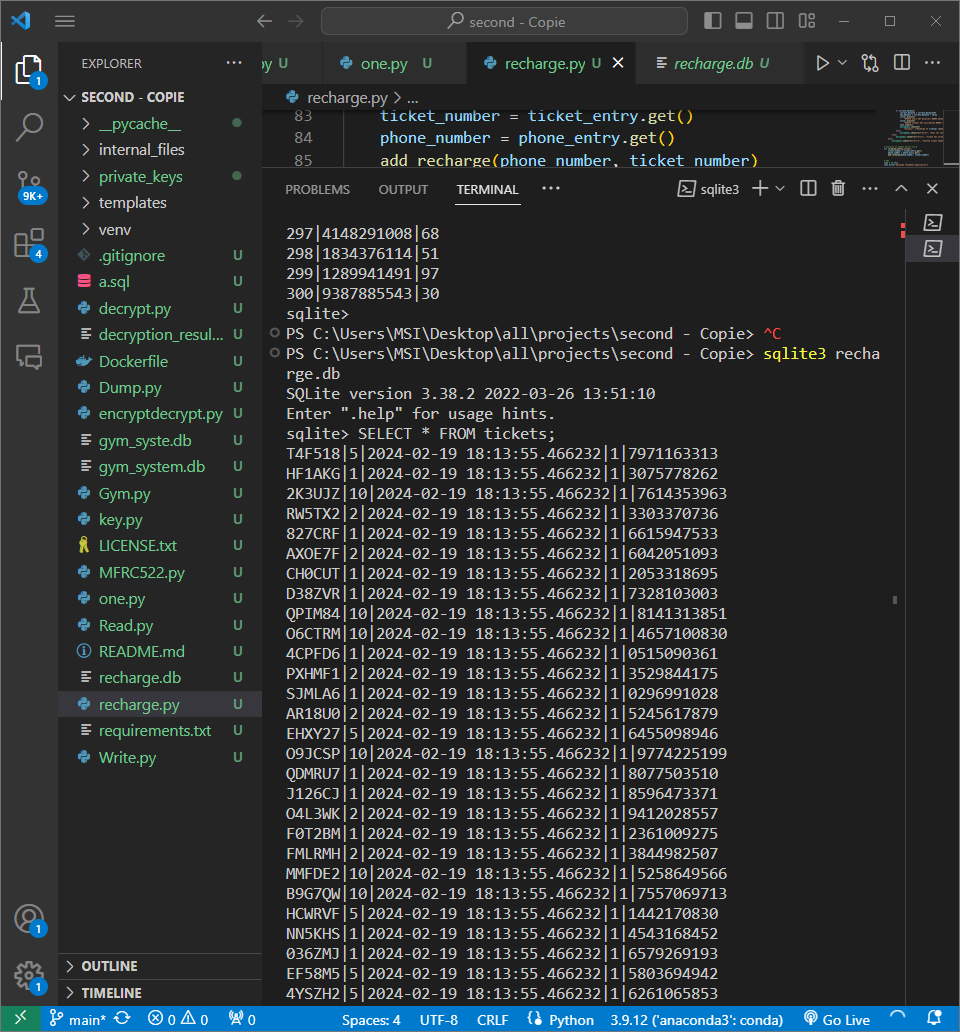 second - Copie
EXPLORER
···
py U
one.py U
recharge.py U
recharge.db U
···
SECOND - COPIE
__pycache__
internal_files
private_keys
templates
venv
.gitignore U
a.sql U
decrypt.py U
decryption_resul... U
Dockerfile U
Dump.py U
encryptdecrypt.py U
gym_syste.db U
gym_system.db U
Gym.py U
key.py U
LICENSE.txt U
MFRC522.py U
one.py U
Read.py U
README.md U
recharge.db U
recharge.py U
requirements.txt U
Write.py U
OUTLINE
TIMELINE
1
9K+
4
1
1
recharge.py > ...
83 ticket_number = ticket_entry.get()
84 phone_number = phone_entry.get()
85 add_recharge(phone_number, ticket_number)
PROBLEMS OUTPUT TERMINAL ··· sqlite3 ···
297|4148291008|68
298|1834376114|51
299|1289941491|97
300|9387885543|30
sqlite>
PS C:\Users\MSI\Desktop\all\projects\second - Copie> ^C
PS C:\Users\MSI\Desktop\all\projects\second - Copie> sqlite3 recha
rge.db
SQLite version 3.38.2 2022-03-26 13:51:10
Enter ".help" for usage hints.
sqlite> SELECT * FROM tickets;
T4F518|5|2024-02-19 18:13:55.466232|1|7971163313
HF1AKG|1|2024-02-19 18:13:55.466232|1|3075778262
2K3UJZ|10|2024-02-19 18:13:55.466232|1|7614353963
RW5TX2|2|2024-02-19 18:13:55.466232|1|3303370736
827CRF|1|2024-02-19 18:13:55.466232|1|6615947533
AXOE7F|2|2024-02-19 18:13:55.466232|1|6042051093
CH0CUT|1|2024-02-19 18:13:55.466232|1|2053318695
D38ZVR|1|2024-02-19 18:13:55.466232|1|7328103003
QPIM84|10|2024-02-19 18:13:55.466232|1|8141313851
O6CTRM|10|2024-02-19 18:13:55.466232|1|4657100830
4CPFD6|1|2024-02-19 18:13:55.466232|1|0515090361
PXHMF1|2|2024-02-19 18:13:55.466232|1|3529844175
SJMLA6|1|2024-02-19 18:13:55.466232|1|0296991028
AR18U0|2|2024-02-19 18:13:55.466232|1|5245617879
EHXY27|5|2024-02-19 18:13:55.466232|1|6455098946
O9JCSP|10|2024-02-19 18:13:55.466232|1|9774225199
QDMRU7|1|2024-02-19 18:13:55.466232|1|8077503510
J126CJ|1|2024-02-19 18:13:55.466232|1|8596473371
O4L3WK|2|2024-02-19 18:13:55.466232|1|9412028557
F0T2BM|1|2024-02-19 18:13:55.466232|1|2361009275
FMLRMH|2|2024-02-19 18:13:55.466232|1|3844982507
MMFDE2|10|2024-02-19 18:13:55.466232|1|5258649566
B9G7QW|10|2024-02-19 18:13:55.466232|1|7557069713
HCWRVF|5|2024-02-19 18:13:55.466232|1|1442170830
NN5KHS|1|2024-02-19 18:13:55.466232|1|4543168452
036ZMJ|1|2024-02-19 18:13:55.466232|1|6579269193
EF58M5|5|2024-02-19 18:13:55.466232|1|5803694942
4YSZH2|5|2024-02-19 18:13:55.466232|1|6261065853
main* 0 0 0 Spaces: 4 UTF-8 CRLF Python 3.9.12 ('anaconda3': conda) Go Live